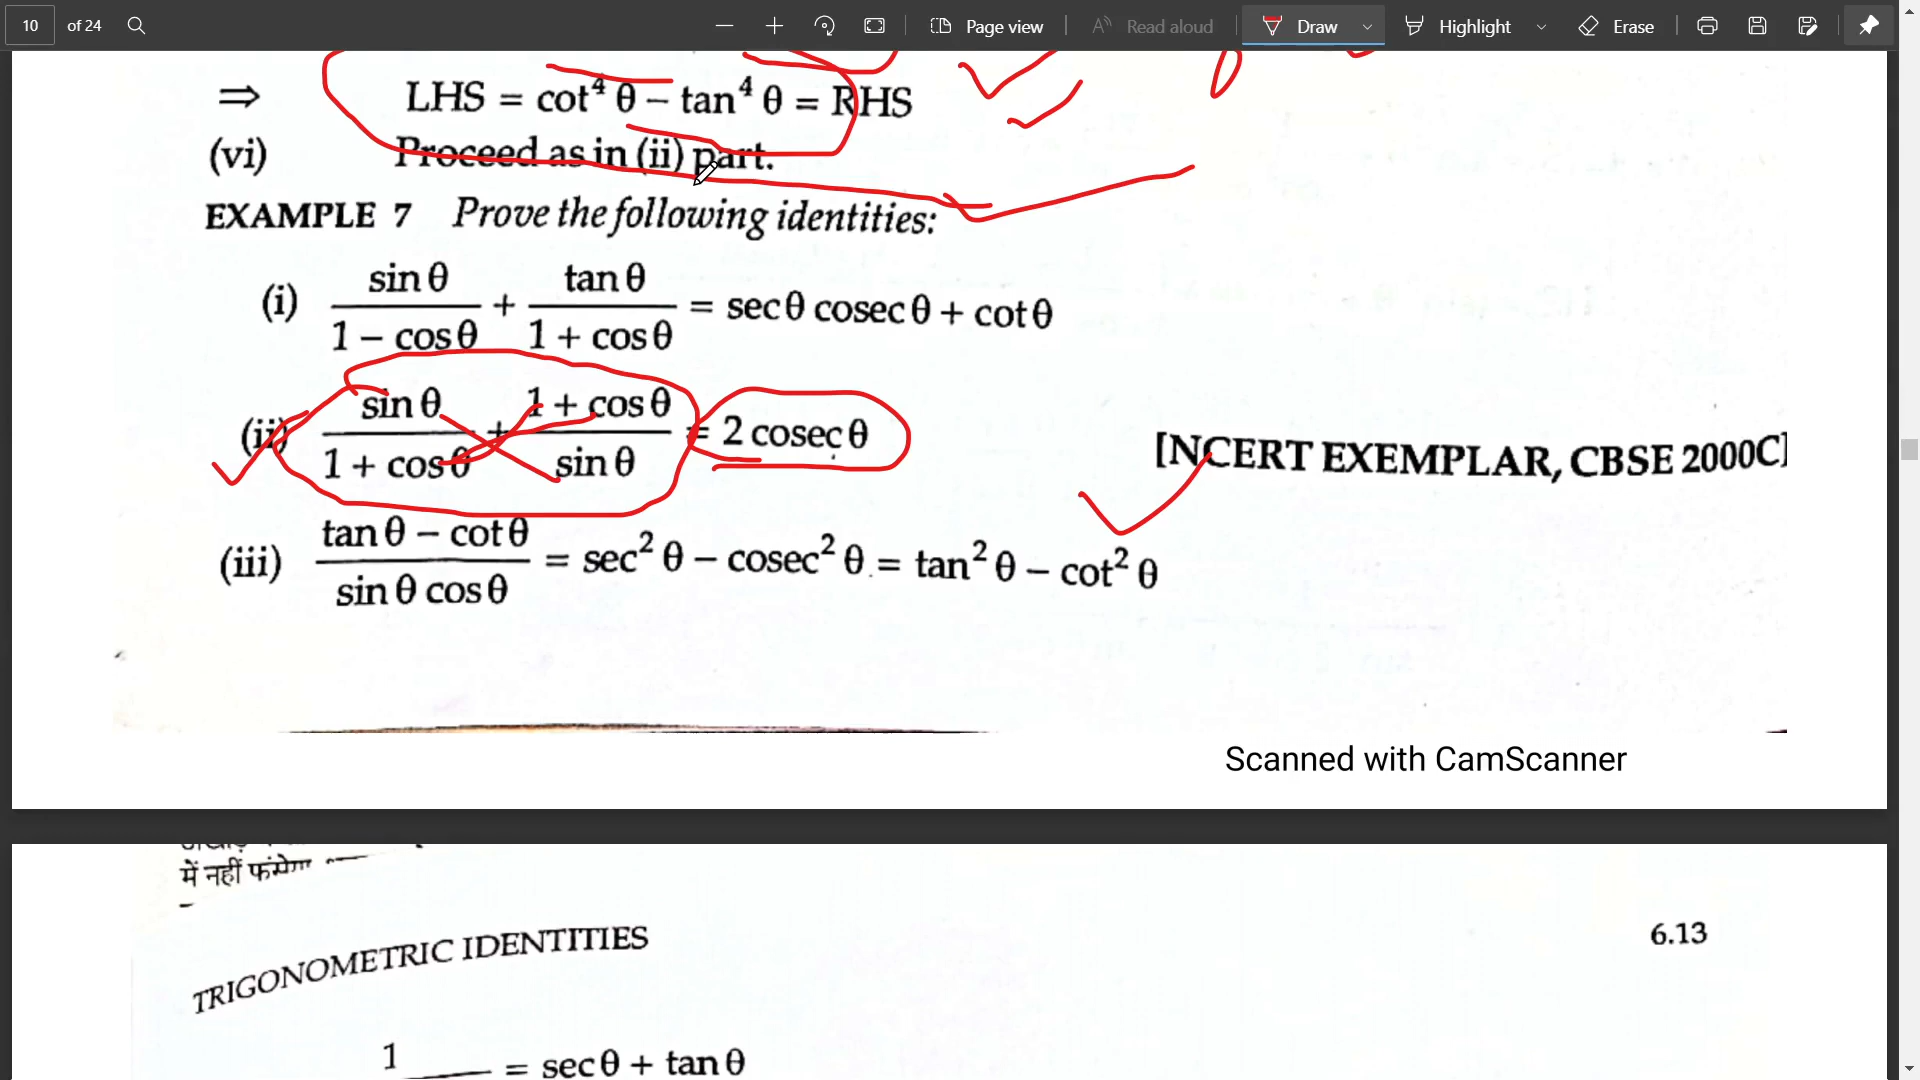 10 of 24 Page view Read aloud Draw Highlight Erase
⇒ LHS = cot⁴ θ − tan⁴ θ = RHS
(vi) Proceed as in (ii) part.
EXAMPLE 7 Prove the following identities:
(i) sin θ / 1 − cos θ + tan θ / 1 + cos θ = sec θ cosec θ + cot θ
(ii) sin θ / 1 + cos θ + 1 + cos θ / sin θ = 2 cosec θ [NCERT EXEMPLAR, CBSE 2000C]
(iii) tan θ − cot θ / sin θ cos θ = sec² θ − cosec² θ = tan² θ − cot² θ
Scanned with CamScanner
में नहीं
6.13
TRIGONOMETRIC IDENTITIES
1 = sec θ + tan θ